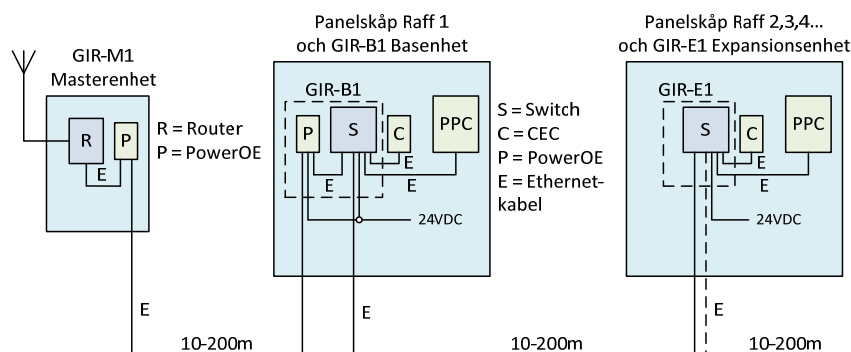 GIR-M1
Masterenhet
R
P
E
R = Router
P = PowerOE
E
10-200m
Panelskåp Raff 1
och GIR-B1 Basenhet
GIR-B1
P
S
C
PPC
E
E
E
24VDC
E
10-200m
S = Switch
C = CEC
P = PowerOE
E = Ethernet-
kabel
Panelskåp Raff 2,3,4...
och GIR-E1 Expansionsenhet
GIR-E1
S
C
PPC
E
E
24VDC
E
10-200m